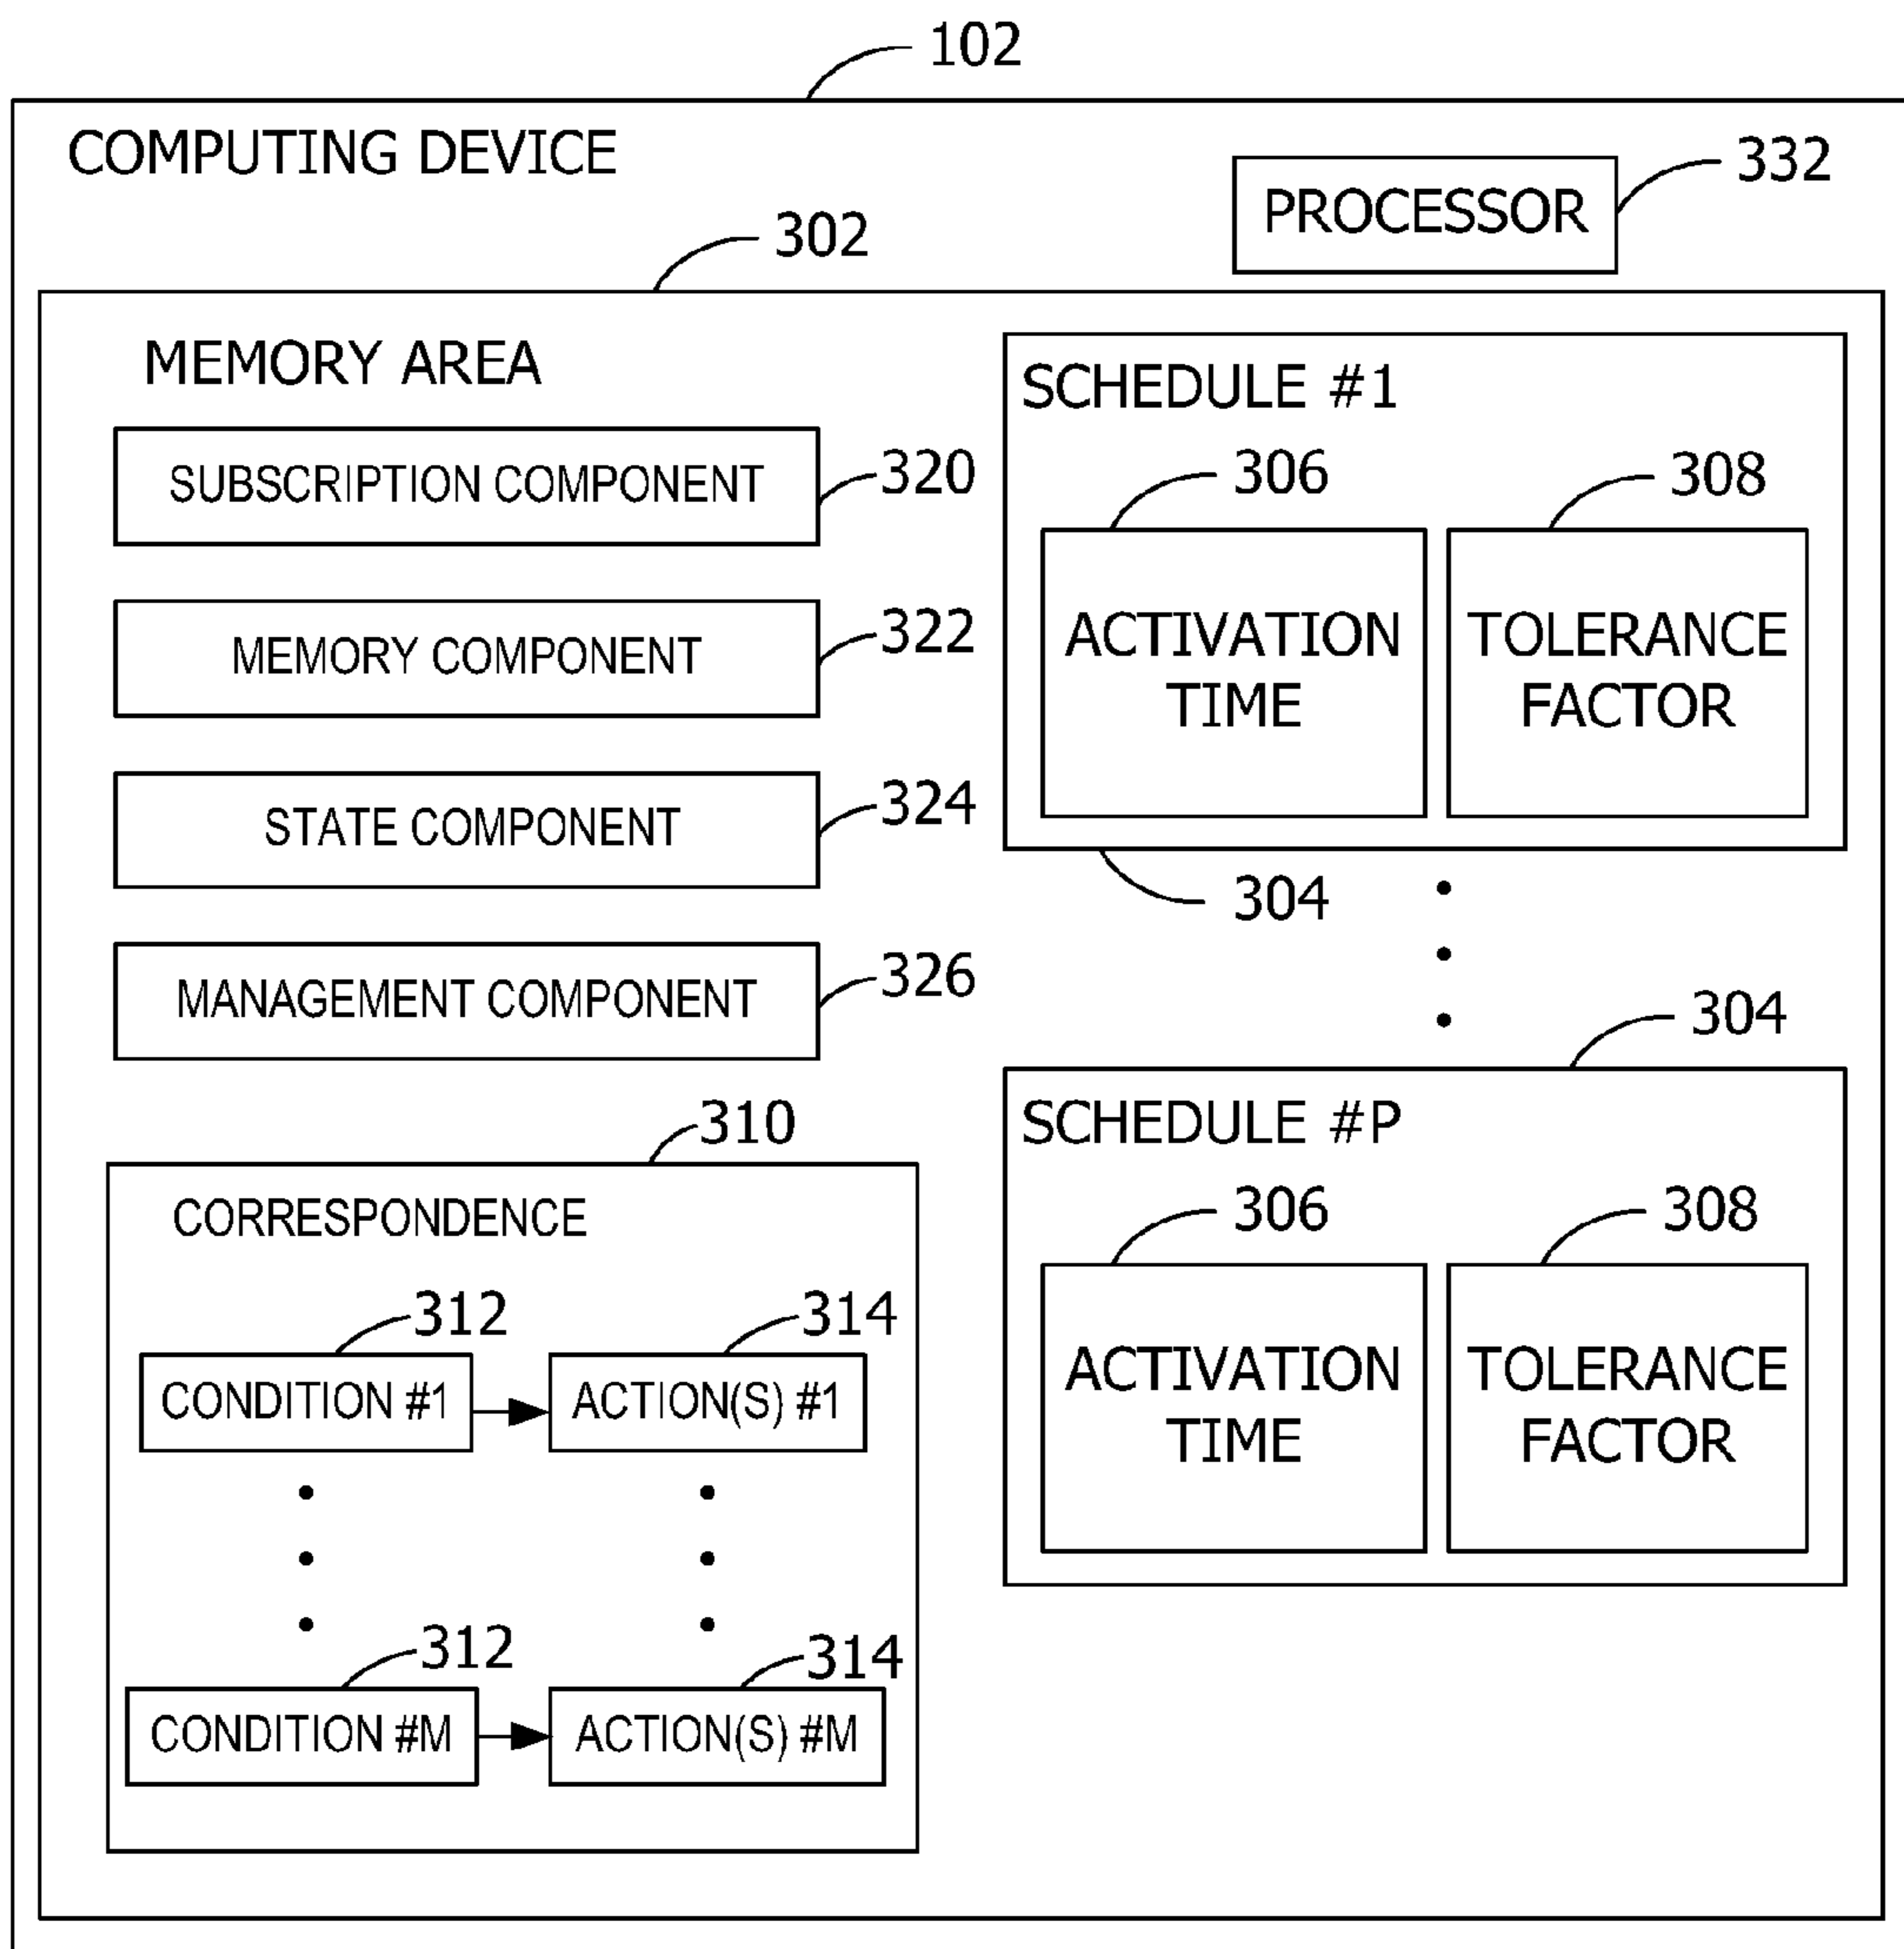 102
COMPUTING DEVICE
PROCESSOR
332
302
MEMORY AREA
SUBSCRIPTION COMPONENT
320
MEMORY COMPONENT
322
STATE COMPONENT
324
MANAGEMENT COMPONENT
326
310
CORRESPONDENCE
312
314
CONDITION #1
ACTION(S) #1
312
314
CONDITION #M
ACTION(S) #M
SCHEDULE #1
306
308
ACTIVATION
TIME
TOLERANCE
FACTOR
304
304
SCHEDULE #P
306
308
ACTIVATION
TIME
TOLERANCE
FACTOR